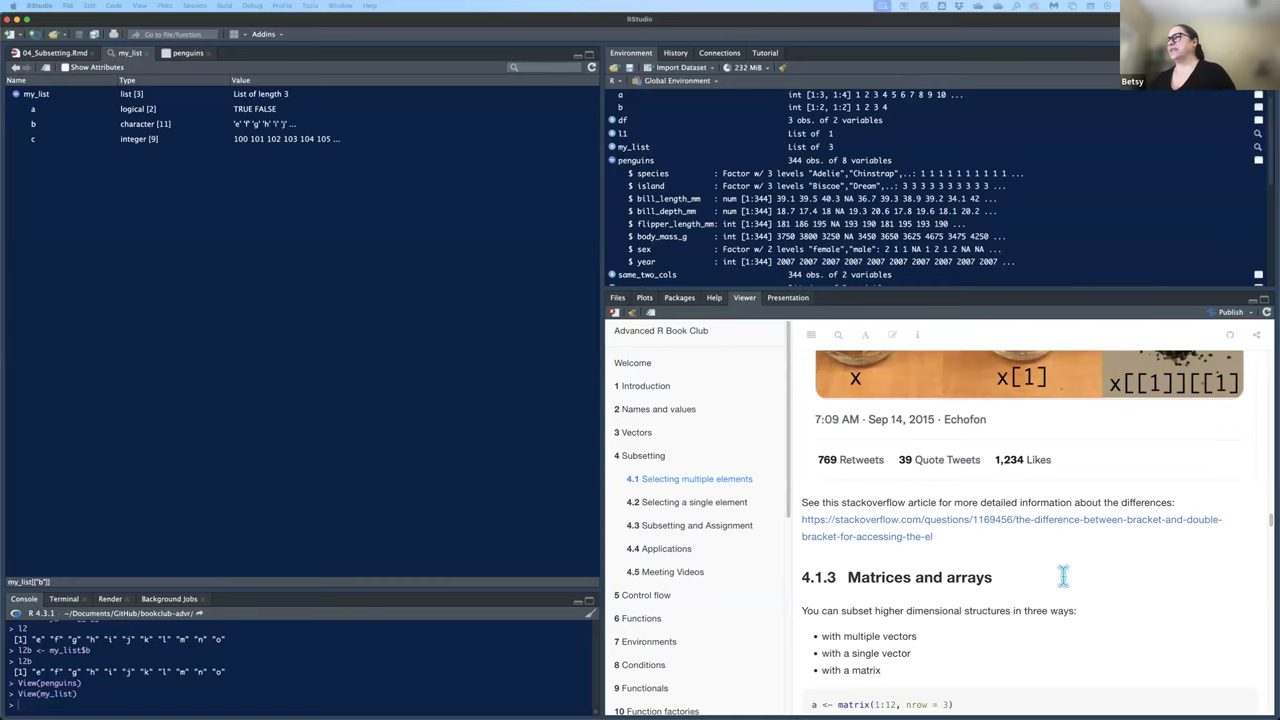 RStudio File Edit Code View Plots Session Build Debug Profile Tools Window Help
RStudio
Go to file/function Addins
04_Subsetting.Rmd my_list penguins
Show Attributes
Name Type Value
my_list list [3] List of length 3
a logical [2] TRUE FALSE
b character [11] 'e' 'f' 'g' 'h' 'i' 'j' ...
c integer [9] 100 101 102 103 104 105 ...
my_list[["b"]]
Console Terminal Render Background Jobs
R 4.3.1 · ~/Documents/GitHub/bookclub-advr/
> l2
[1] "e" "f" "g" "h" "i" "j" "k" "l" "m" "n" "o"
> l2b <- my_list$b
> l2b
[1] "e" "f" "g" "h" "i" "j" "k" "l" "m" "n" "o"
> View(penguins)
> View(my_list)
>
Environment History Connections Tutorial
Import Dataset 232 MiB
R Global Environment
a int [1:3, 1:4] 1 2 3 4 5 6 7 8 9 10 ...
b int [1:2, 1:2] 1 2 3 4
df 3 obs. of 2 variables
l1 List of 1
my_list List of 3
penguins 344 obs. of 8 variables
$ species : Factor w/ 3 levels "Adelie","Chinstrap",..: 1 1 1 1 1 1 1 1 1 1 ...
$ island : Factor w/ 3 levels "Biscoe","Dream",..: 3 3 3 3 3 3 3 3 3 3 ...
$ bill_length_mm : num [1:344] 39.1 39.5 40.3 NA 36.7 39.3 38.9 39.2 34.1 42 ...
$ bill_depth_mm : num [1:344] 18.7 17.4 18 NA 19.3 20.6 17.8 19.6 18.1 20.2 ...
$ flipper_length_mm: int [1:344] 181 186 195 NA 193 190 181 195 193 190 ...
$ body_mass_g : int [1:344] 3750 3800 3250 NA 3450 3650 3625 4675 3475 4250 ...
$ sex : Factor w/ 2 levels "female","male": 2 1 1 NA 1 2 1 2 NA NA ...
$ year : int [1:344] 2007 2007 2007 2007 2007 2007 2007 2007 2007 2007 ...
same_two_cols 344 obs. of 2 variables
Betsy
Files Plots Packages Help Viewer Presentation
Publish
Advanced R Book Club
Welcome
1 Introduction
2 Names and values
3 Vectors
4 Subsetting
4.1 Selecting multiple elements
4.2 Selecting a single element
4.3 Subsetting and Assignment
4.4 Applications
4.5 Meeting Videos
5 Control flow
6 Functions
7 Environments
8 Conditions
9 Functionals
10 Function factories
x x[1] x[[1]][[1]]
7:09 AM · Sep 14, 2015 · Echofon
769 Retweets 39 Quote Tweets 1,234 Likes
See this stackoverflow article for more detailed information about the differences:
https://stackoverflow.com/questions/1169456/the-difference-between-bracket-and-double-
bracket-for-accessing-the-el
4.1.3 Matrices and arrays
You can subset higher dimensional structures in three ways:
• with multiple vectors
• with a single vector
• with a matrix
a <- matrix(1:12, nrow = 3)